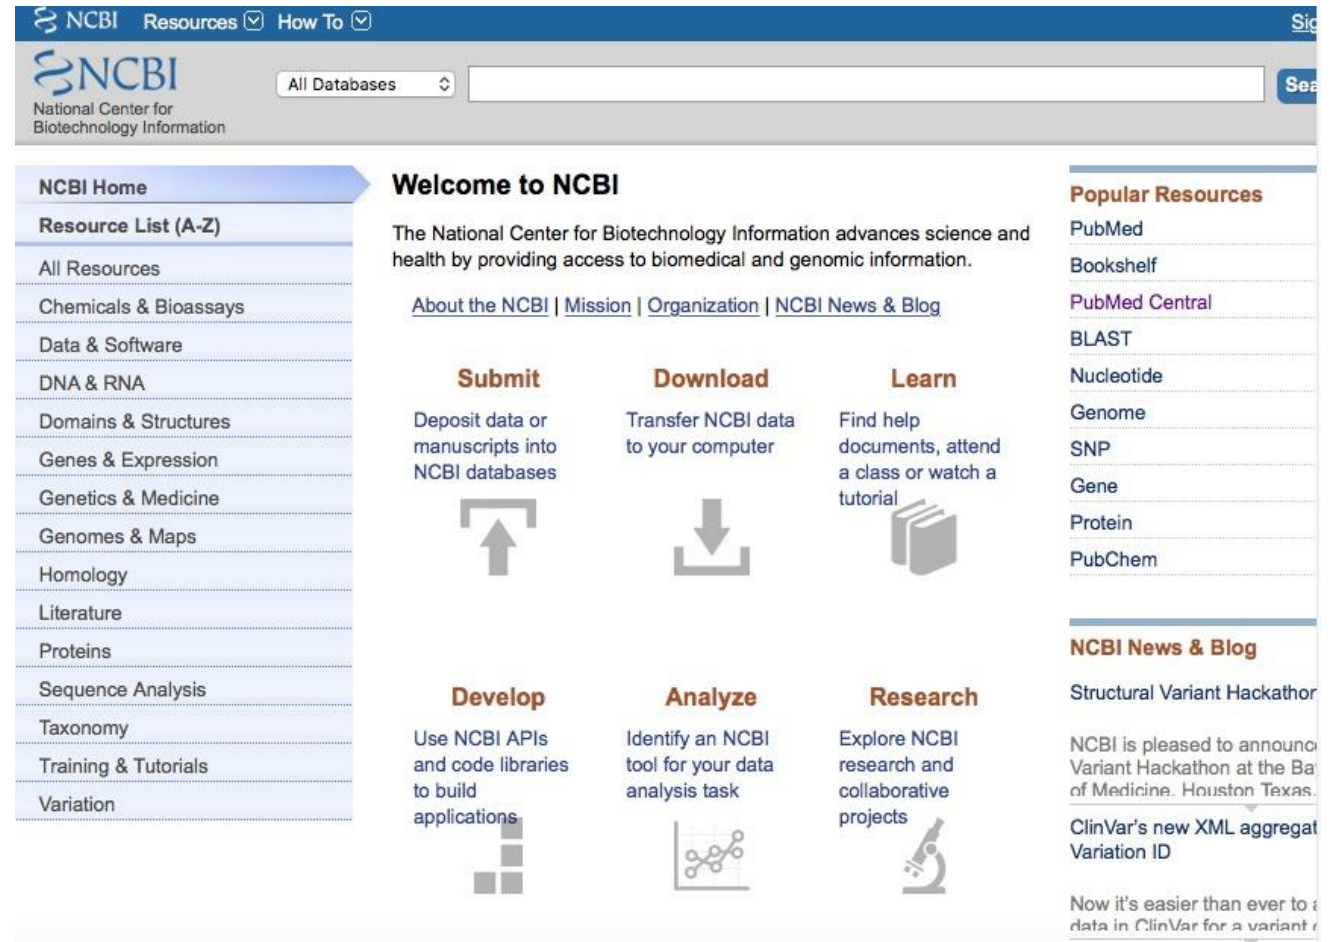 NCBI Resources How To
NCBI
National Center for
Biotechnology Information
All Databases
NCBI Home
Resource List (A-Z)
All Resources
Chemicals & Bioassays
Data & Software
DNA & RNA
Domains & Structures
Genes & Expression
Genetics & Medicine
Genomes & Maps
Homology
Literature
Proteins
Sequence Analysis
Taxonomy
Training & Tutorials
Variation
Welcome to NCBI
The National Center for Biotechnology Information advances science and
health by providing access to biomedical and genomic information.
About the NCBI | Mission | Organization | NCBI News & Blog
Submit
Deposit data or
manuscripts into
NCBI databases
Download
Transfer NCBI data
to your computer
Learn
Find help
documents, attend
a class or watch a
tutorial
Develop
Use NCBI APIs
and code libraries
to build
applications
Analyze
Identify an NCBI
tool for your data
analysis task
Research
Explore NCBI
research and
collaborative
projects
Popular Resources
PubMed
Bookshelf
PubMed Central
BLAST
Nucleotide
Genome
SNP
Gene
Protein
PubChem
NCBI News & Blog
Structural Variant
NCBI is pleased to
Variant Hackathon at the
of Medicine, Houston Texas.
ClinVar's new XML
Variation ID
Now it's easier than ever to
data in ClinVar for a variant